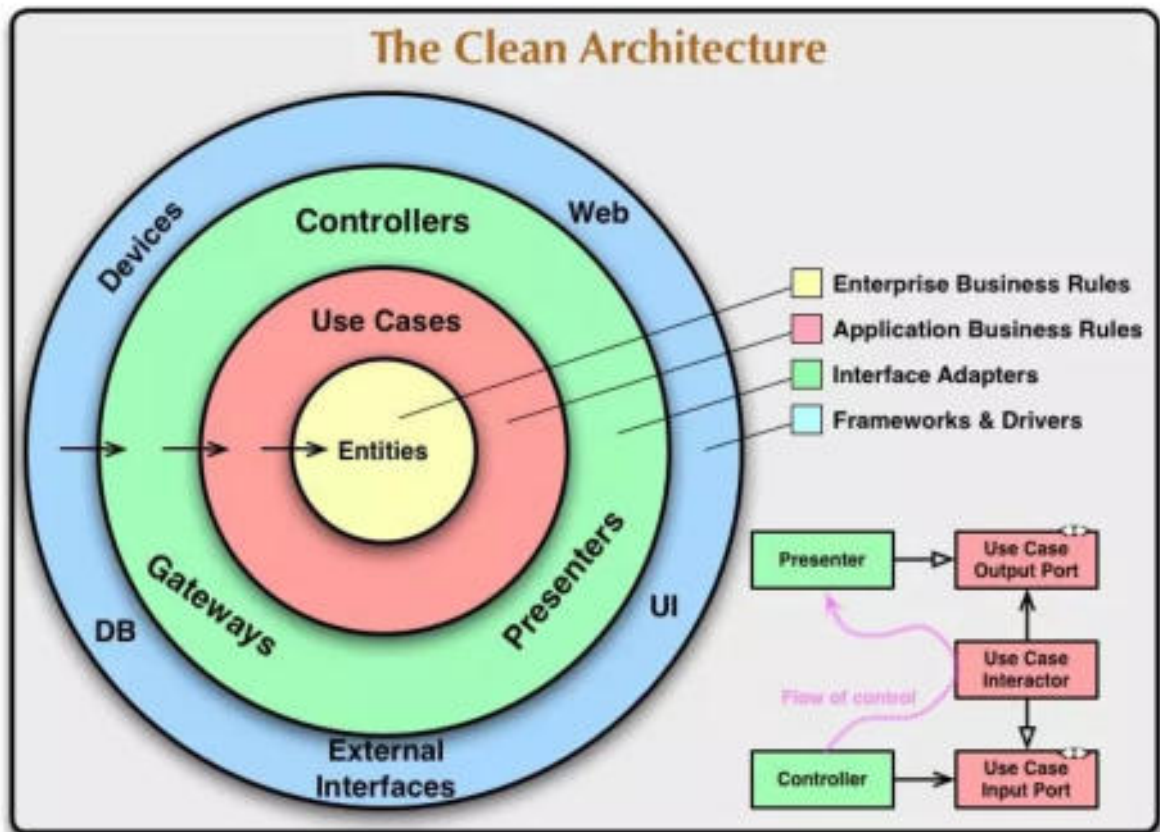 The Clean Architecture
Devices
Controllers
Web
Use Cases
Entities
Gateways
Presenters
DB
UI
External
Interfaces
Enterprise Business Rules
Application Business Rules
Interface Adapters
Frameworks & Drivers
Presenter
Use Case
Output Port
Flow of control
Use Case
Interactor
Controller
Use Case
Input Port